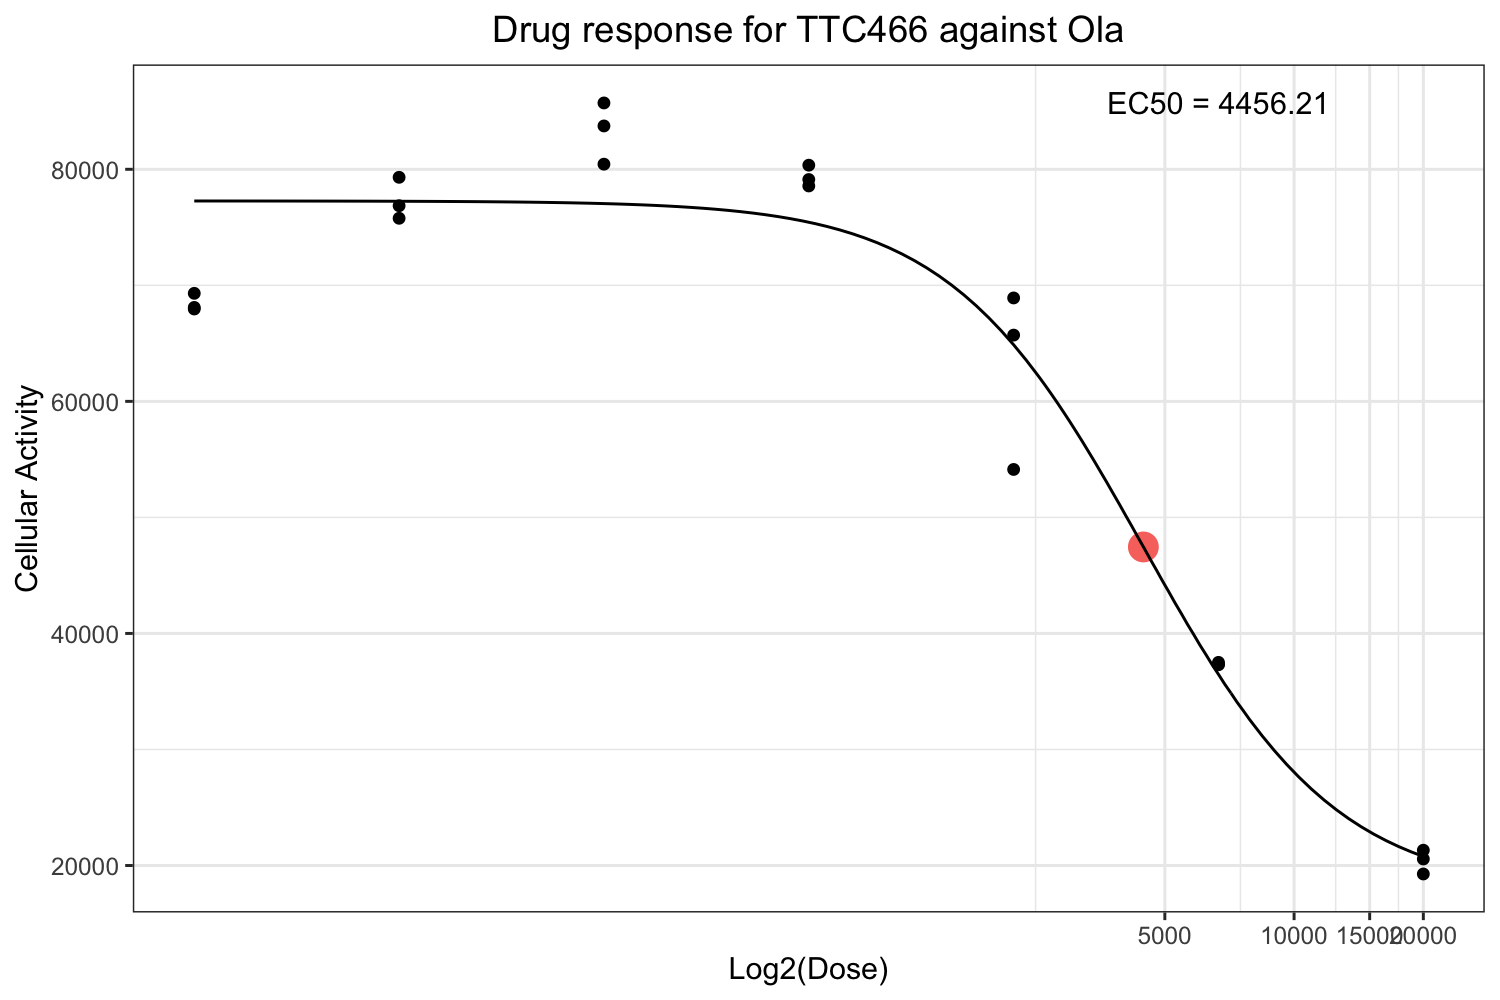 Drug response for TTC466 against Ola
EC50 = 4456.21
80000
60000
40000
20000
Cellular Activity
5000 10000 15000 20000
Log2(Dose)